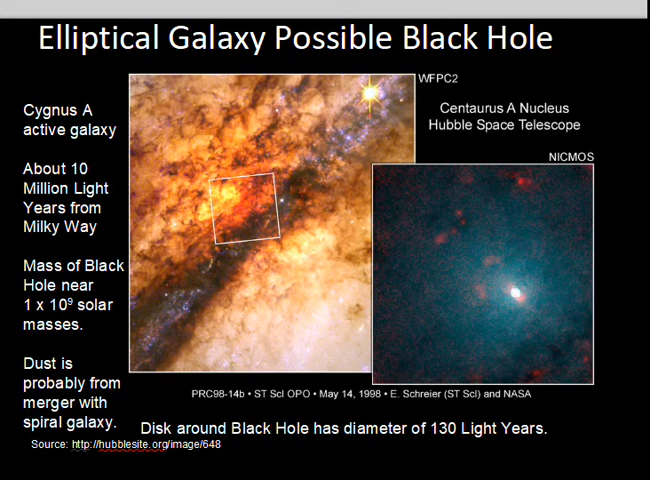 Elliptical Galaxy Possible Black Hole
WFPC2
Cygnus A
active galaxy
Centaurus A Nucleus
Hubble Space Telescope
NICMOS
About 10
Million Light
Years from
Milky Way
Mass of Black
Hole near
1 x 10⁹ solar
masses.
Dust is
probably from
merger with
spiral galaxy.
PRC98-14b • ST ScI OPO • May 14, 1998 • E. Schreier (ST ScI) and NASA
Disk around Black Hole has diameter of 130 Light Years.
Source: http://hubblesite.org/image/648